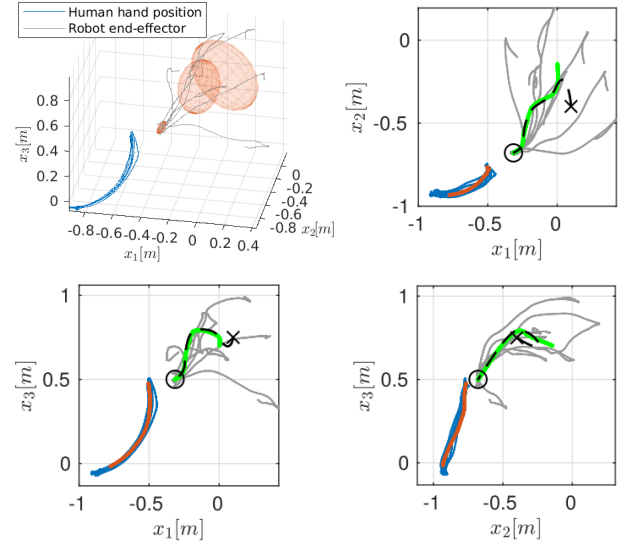 Human hand position
Robot end-effector
0.8
0.6
0.4
0.2
0
x3[m]
-0.8 -0.6 -0.4 -0.2 0 0.2 0.4
x1[m]
0
-0.2
-0.4
-0.6
-0.8
x2[m]
0
-0.5
-1
x2[m]
-1 -0.5 0
x1[m]
1
0.5
0
x3[m]
-1 -0.5 0
x1[m]
1
0.5
0
x3[m]
-1 -0.5 0
x2[m]